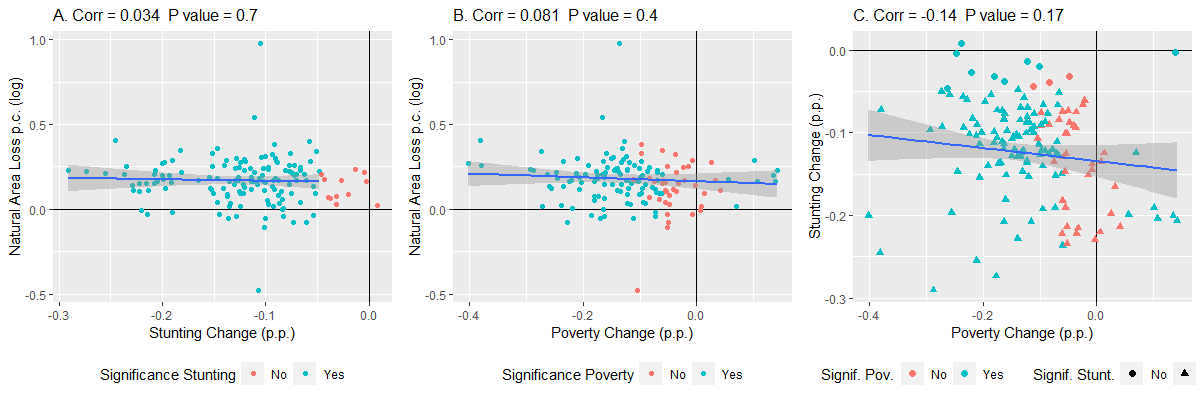 A. Corr = 0.034  P value = 0.7
Natural Area Loss p.c. (log)
1.0
0.5
0.0
-0.5
-0.3
-0.2
-0.1
0.0
Stunting Change (p.p.)
Significance Stunting No Yes
B. Corr = 0.081  P value = 0.4
Natural Area Loss p.c. (log)
1.0
0.5
0.0
-0.5
-0.4
-0.2
0.0
Poverty Change (p.p.)
Significance Poverty No Yes
C. Corr = -0.14  P value = 0.17
Stunting Change (p.p.)
0.0
-0.1
-0.2
-0.3
-0.4
-0.2
0.0
Poverty Change (p.p.)
Signif. Pov. No Yes Signif. Stunt. No